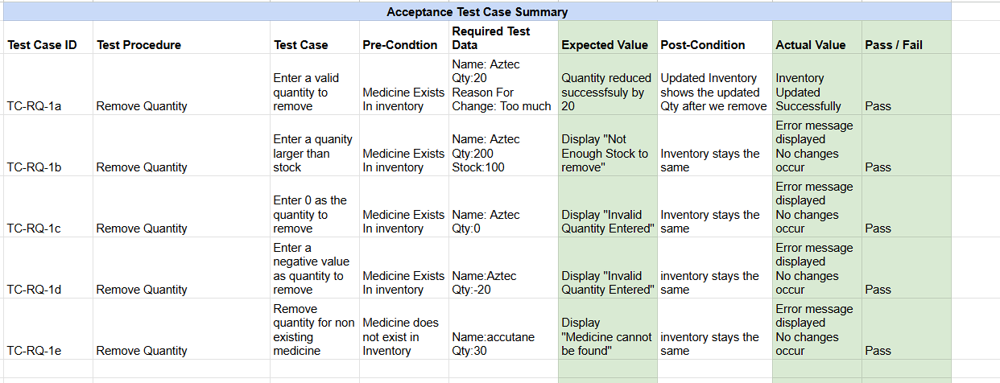 Acceptance Test Case Summary
Test Case ID
Test Procedure
Test Case
Pre-Condtion
Required Test
Data
Expected Value
Post-Condition
Actual Value
Pass / Fail
TC-RQ-1a
Remove Quantity
Enter a valid
quantity to
remove
Medicine Exists
In inventory
Name: Aztec
Qty:20
Reason For
Change: Too much
Quantity reduced
successfsuly by
20
Updated Inventory
shows the updated
Qty after we remove
Inventory
Updated
Successfully
Pass
TC-RQ-1b
Remove Quantity
Enter a quanity
larger than
stock
Medicine Exists
In inventory
Name: Aztec
Qty:200
Stock:100
Display "Not
Enough Stock to
remove"
Inventory stays the
same
Error message
displayed
No changes
occur
Pass
TC-RQ-1c
Remove Quantity
Enter 0 as the
quantity to
remove
Medicine Exists
In inventory
Name: Aztec
Qty:0
Display "Invalid
Quantity Entered"
Inventory stays the
same
Error message
displayed
No changes
occur
Pass
TC-RQ-1d
Remove Quantity
Enter a
negative value
as quantity to
remove
Medicine Exists
In inventory
Name:Aztec
Qty:-20
Display "Invalid
Quantity Entered"
inventory stays the
same
Error message
displayed
No changes
occur
Pass
TC-RQ-1e
Remove Quantity
Remove
quantity for non
existing
medicine
Medicine does
not exist in
Inventory
Name:accutane
Qty:30
Display
"Medicine cannot
be found"
inventory stays the
same
Error message
displayed
No changes
occur
Pass